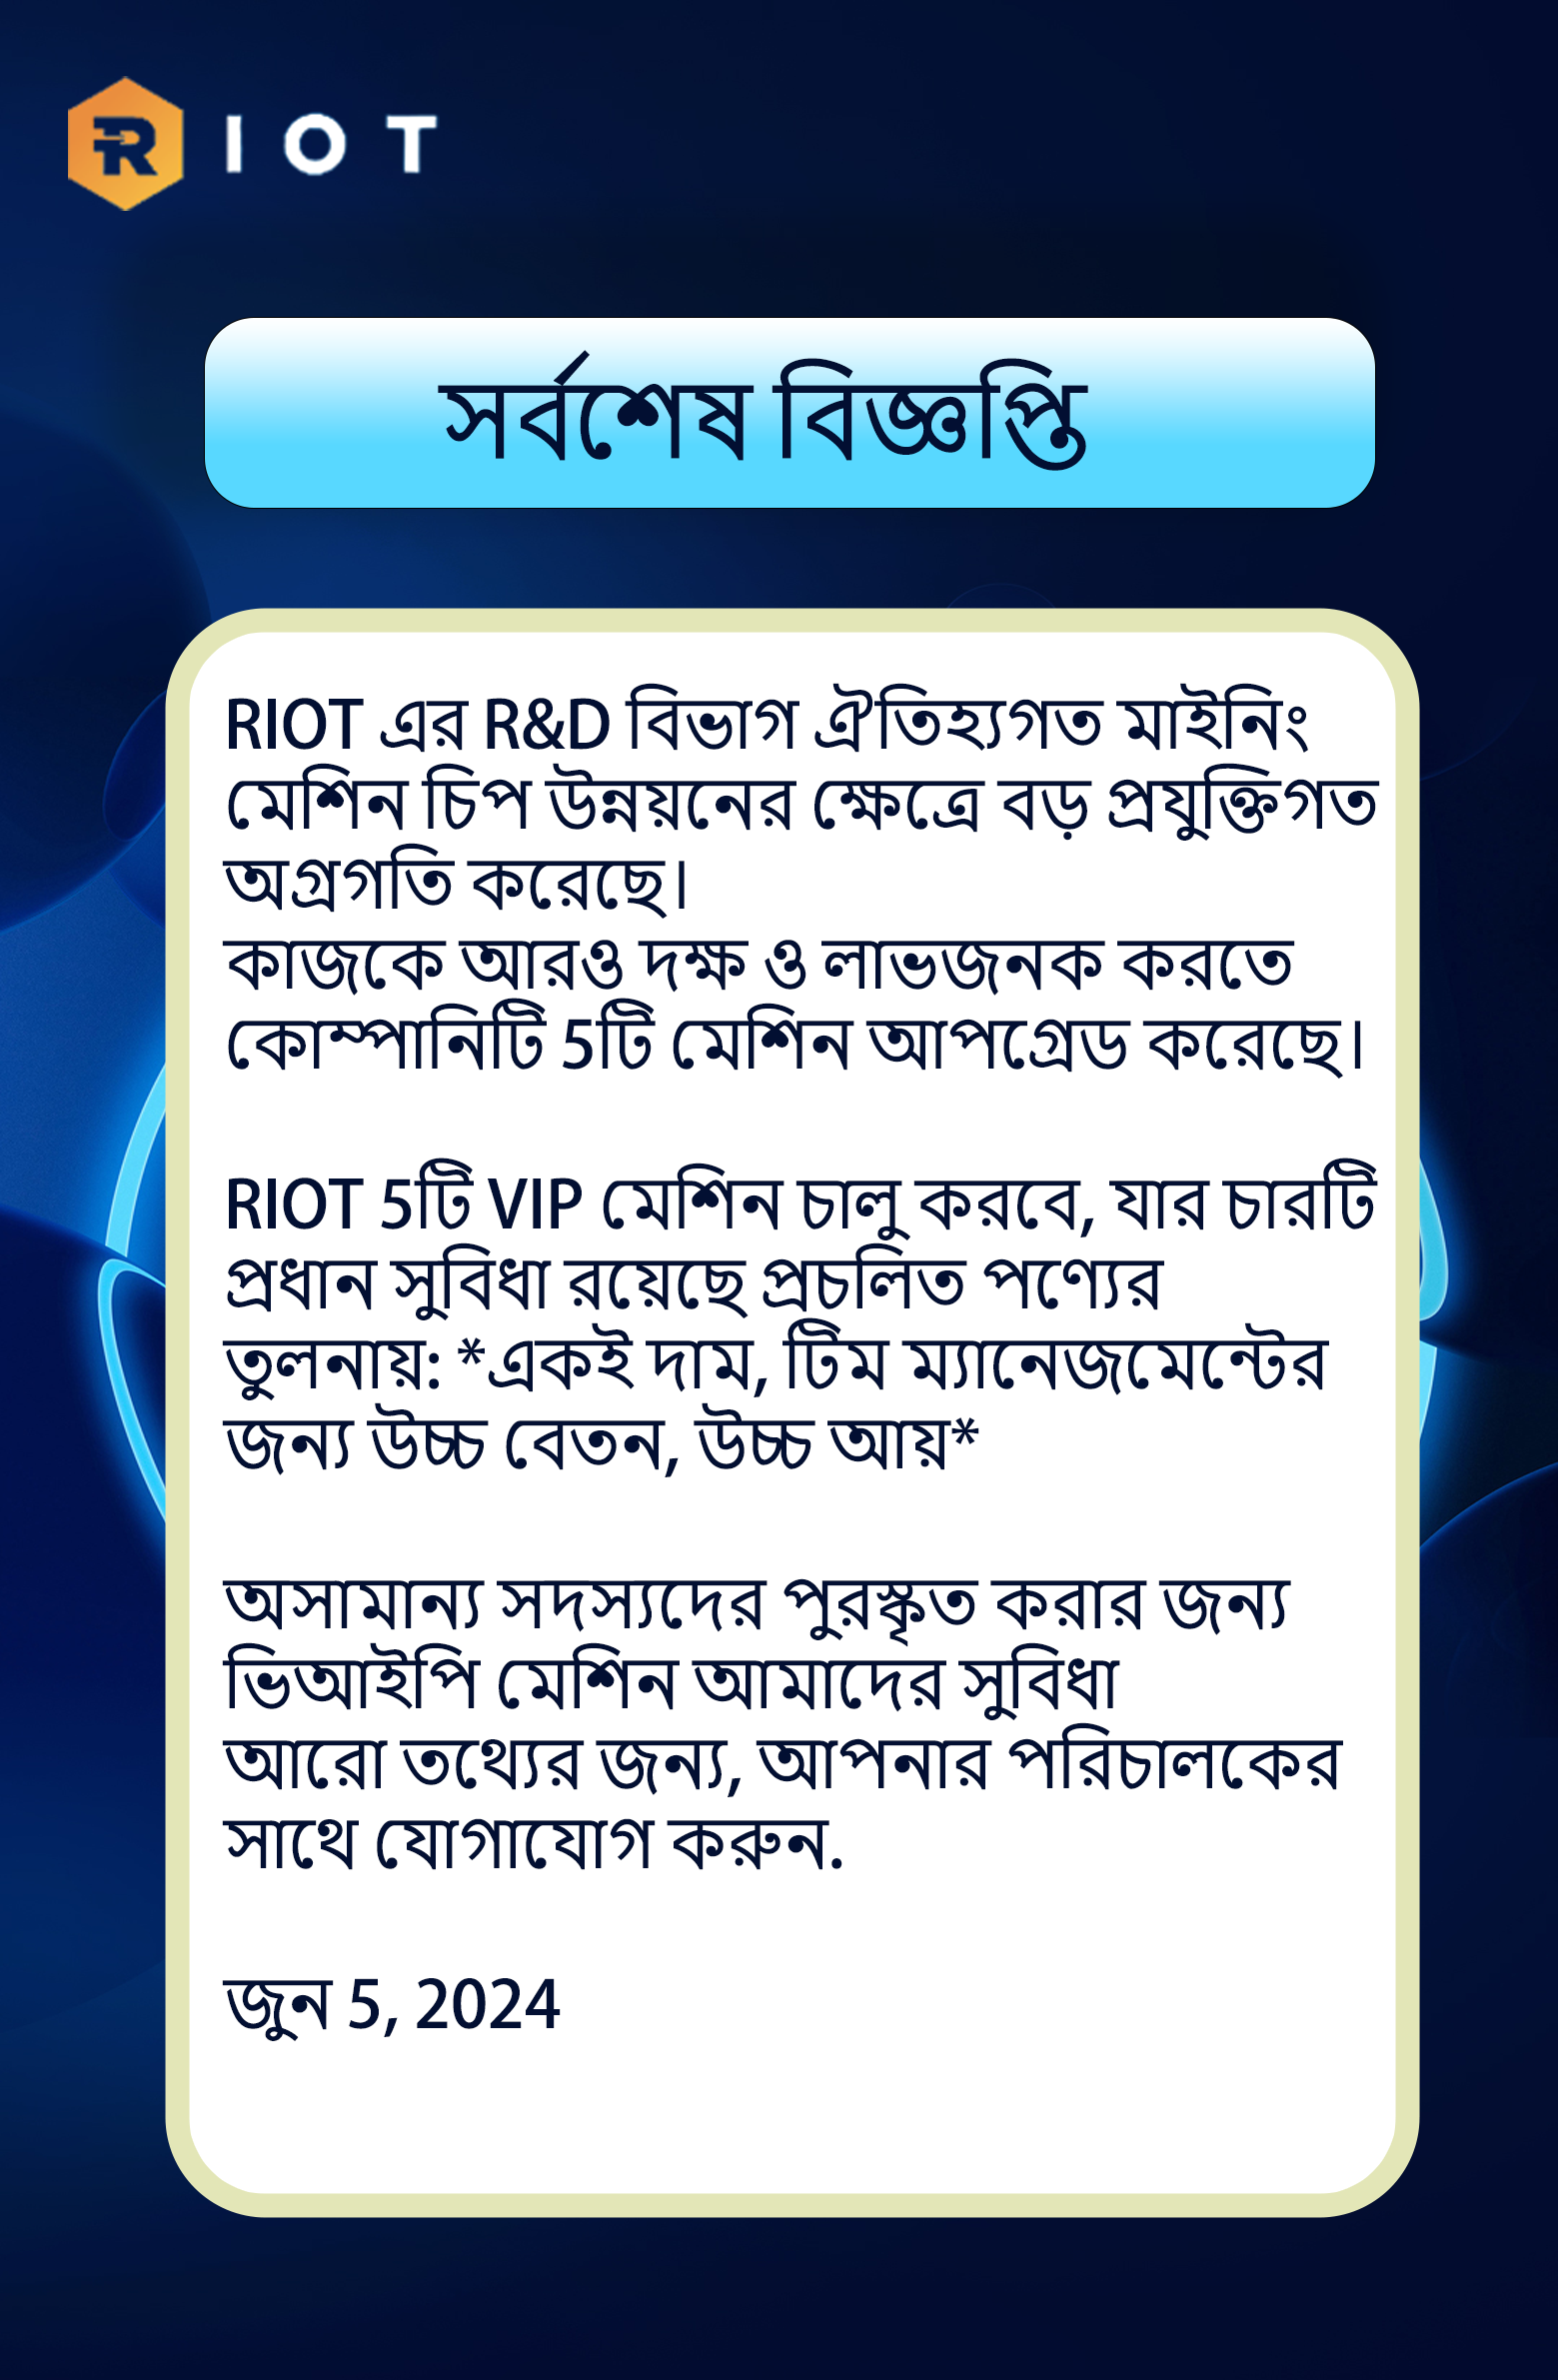 RIOT
সর্বশেষ বিজ্ঞপ্তি
RIOT এর R&D বিভাগ ঐতিহ্যগত মাইনিং
মেশিন চিপ উন্নয়নের ক্ষেত্রে বড় প্রযুক্তিগত
অগ্রগতি করেছে।
কাজকে আরও দক্ষ ও লাভজনক করতে
কোম্পানিটি 5টি মেশিন আপগ্রেড করেছে।
RIOT 5টি VIP মেশিন চালু করবে, যার চারটি
প্রধান সুবিধা রয়েছে প্রচলিত পণ্যের
তুলনায়: *একই দাম, টিম ম্যানেজমেন্টের
জন্য উচ্চ বেতন, উচ্চ আয়*
অসামান্য সদস্যদের পুরস্কৃত করার জন্য
ভিআইপি মেশিন আমাদের সুবিধা
আরো তথ্যের জন্য, আপনার পরিচালকের
সাথে যোগাযোগ করুন.
জুন 5, 2024